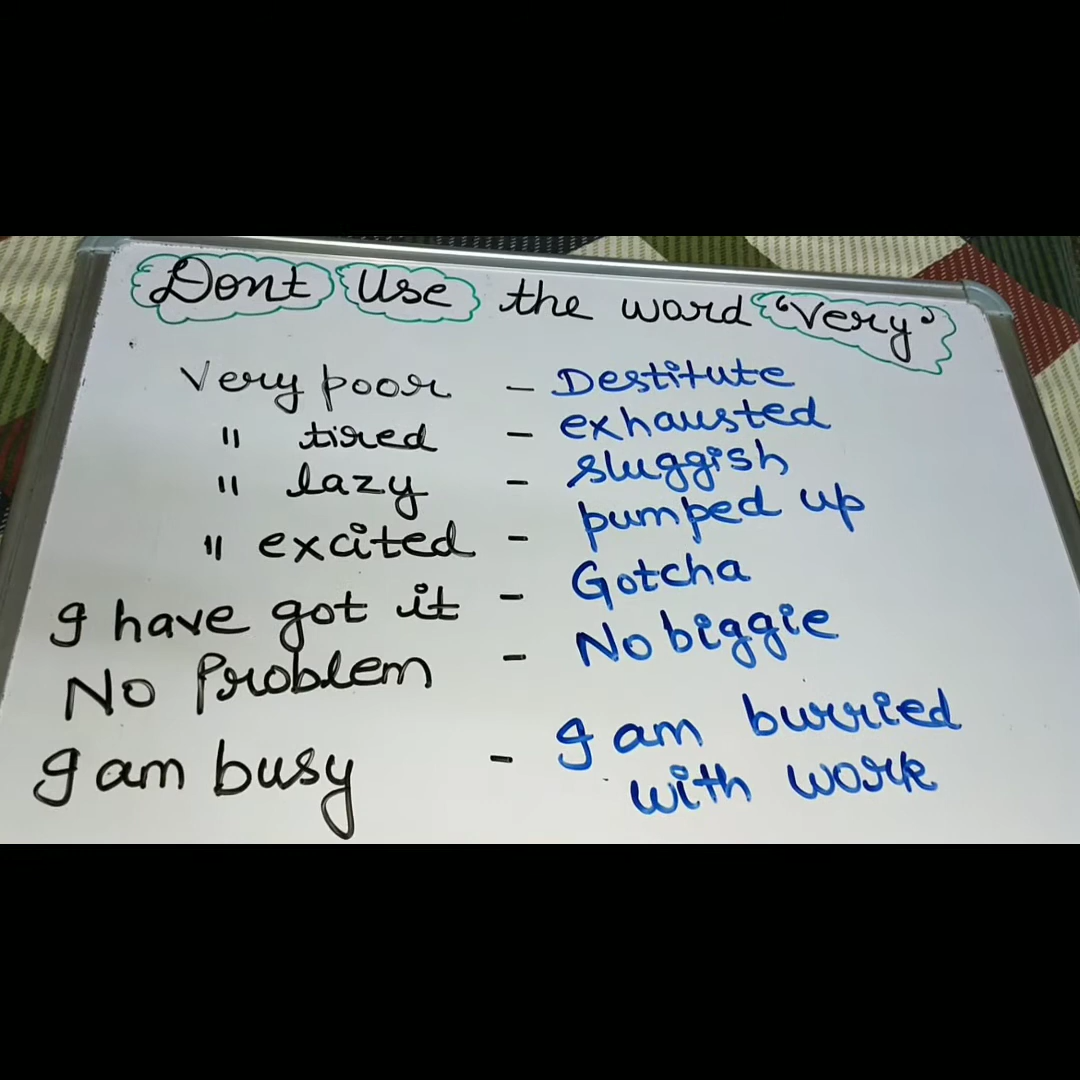 Dont Use the word "Very"
Very poor - Destitute
" tired - exhausted
" lazy - sluggish
" excited - pumped up
I have got it - Gotcha
No Problem - No biggie
I am busy - I am burried
with work